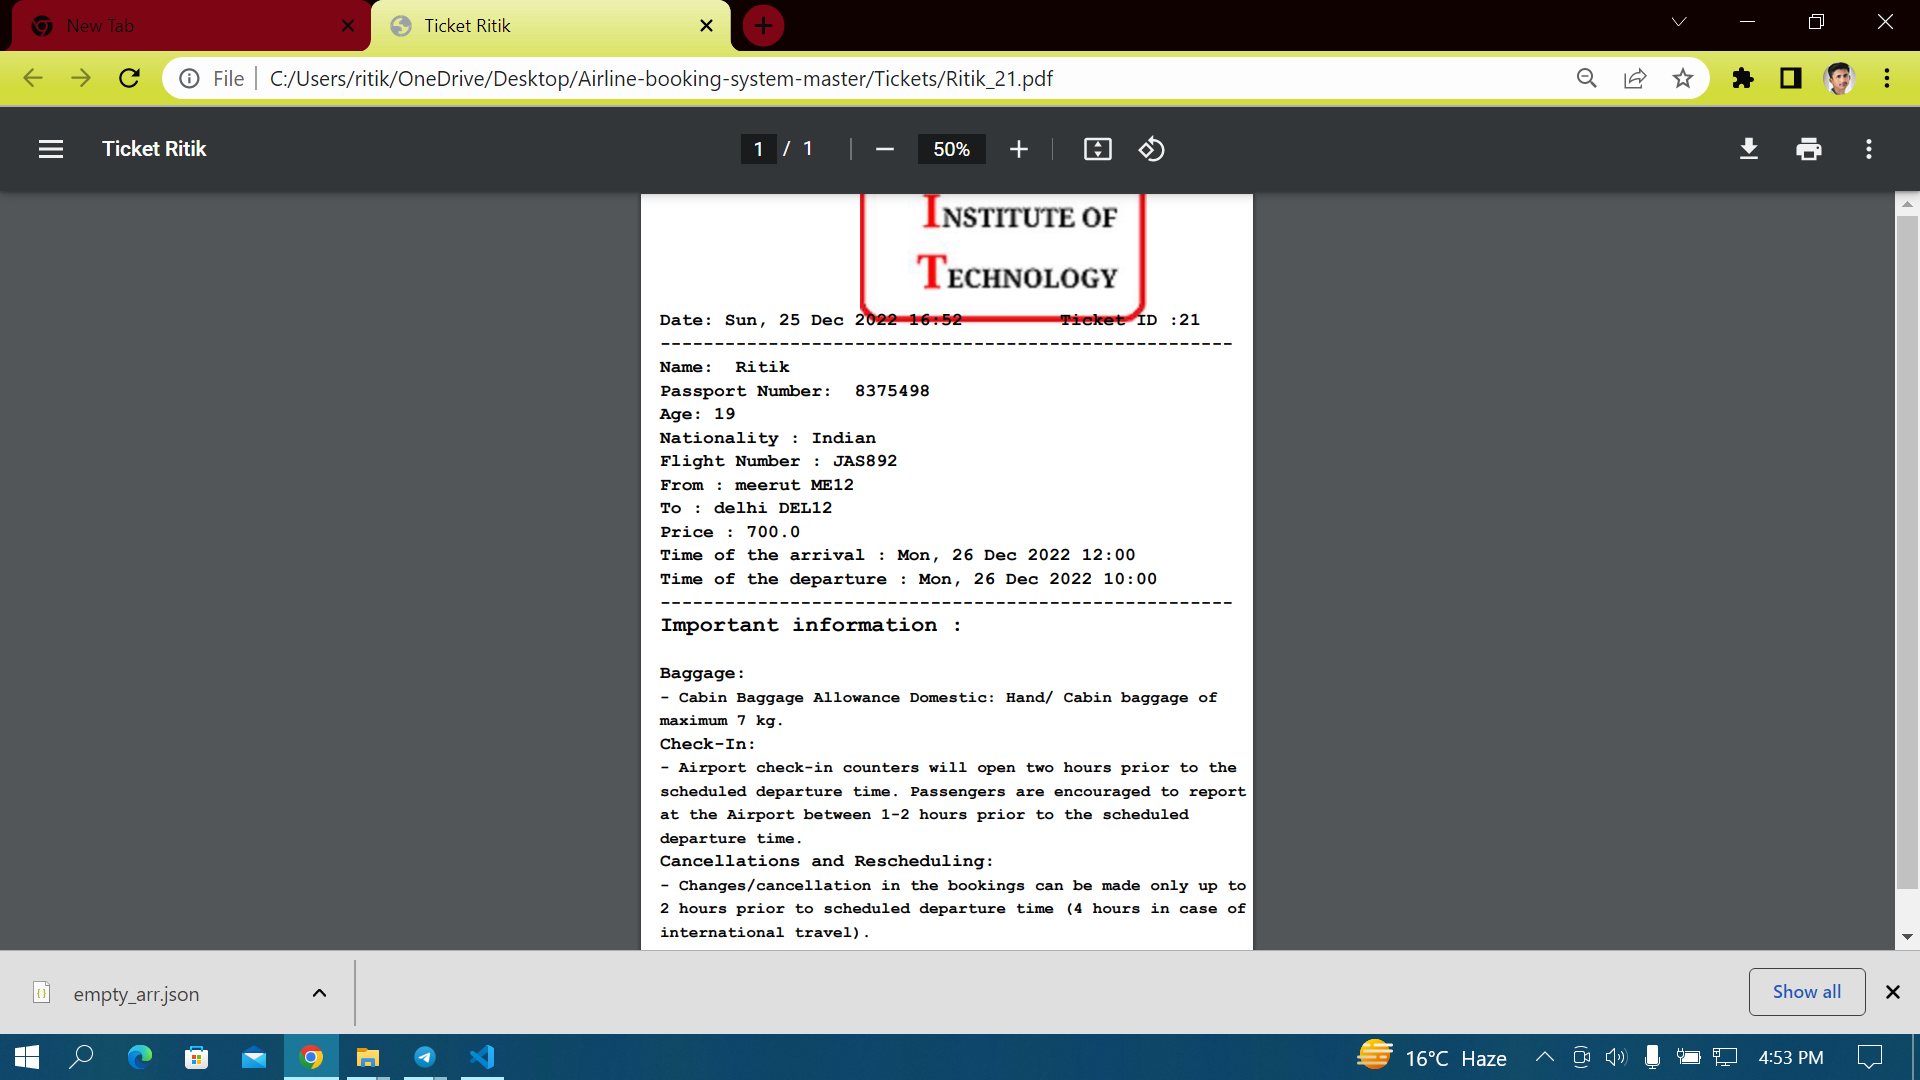 New Tab
Ticket Ritik
File
C:/Users/ritik/OneDrive/Desktop/Airline-booking-system-master/Tickets/Ritik_21.pdf
Ticket Ritik
1 / 1
50%
INSTITUTE OF
TECHNOLOGY
Date: Sun, 25 Dec 2022 16:52 Ticket ID :21
-----------------------------------------------------
Name: Ritik
Passport Number: 8375498
Age: 19
Nationality : Indian
Flight Number : JAS892
From : meerut ME12
To : delhi DEL12
Price : 700.0
Time of the arrival : Mon, 26 Dec 2022 12:00
Time of the departure : Mon, 26 Dec 2022 10:00
-----------------------------------------------------
Important information :
Baggage:
- Cabin Baggage Allowance Domestic: Hand/ Cabin baggage of
maximum 7 kg.
Check-In:
- Airport check-in counters will open two hours prior to the
scheduled departure time. Passengers are encouraged to report
at the Airport between 1-2 hours prior to the scheduled
departure time.
Cancellations and Rescheduling:
- Changes/cancellation in the bookings can be made only up to
2 hours prior to scheduled departure time (4 hours in case of
international travel).
empty_arr.json
Show all
16°C Haze
4:53 PM